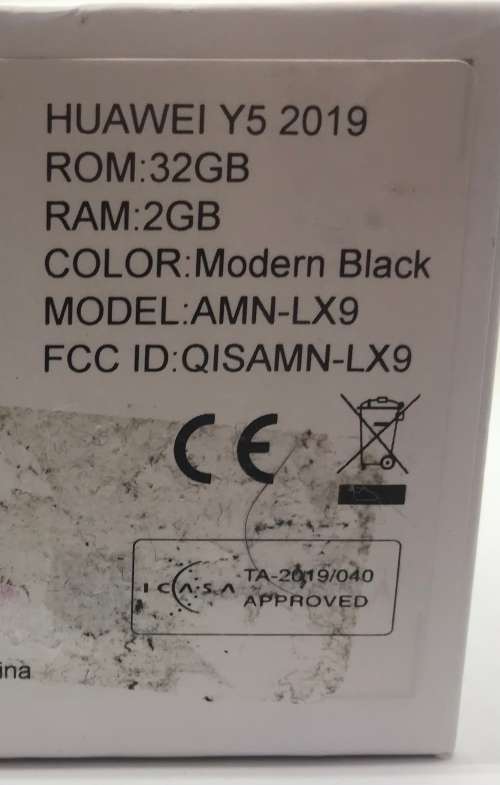 HUAWEI Y5 2019
ROM:32GB
RAM:2GB
COLOR:Modern Black
MODEL:AMN-LX9
FCC ID:QISAMN-LX9
CE
ICASA TA-2019/040
APPROVED
ina